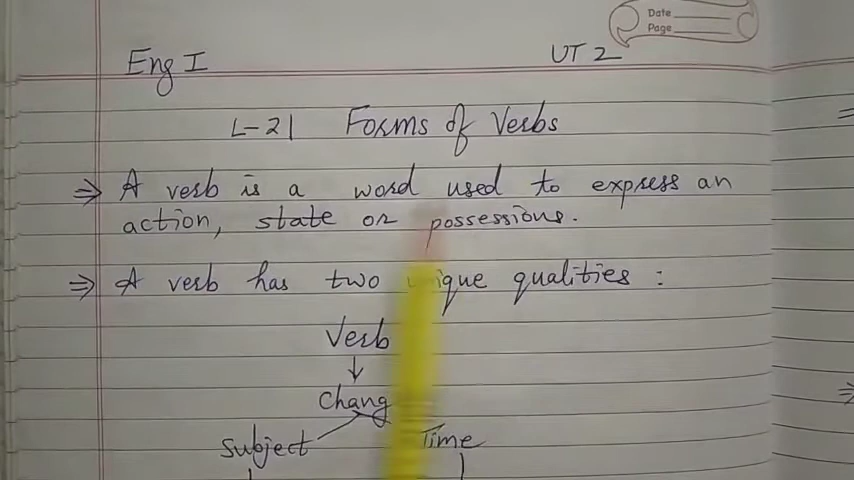 Date
Page
Eng I
UT 2
L-21 Forms of Verbs
⇒ A verb is a word used to express an
action, state or possessions.
⇒ A verb has two unique qualities :
Verb
↓
Subject Time